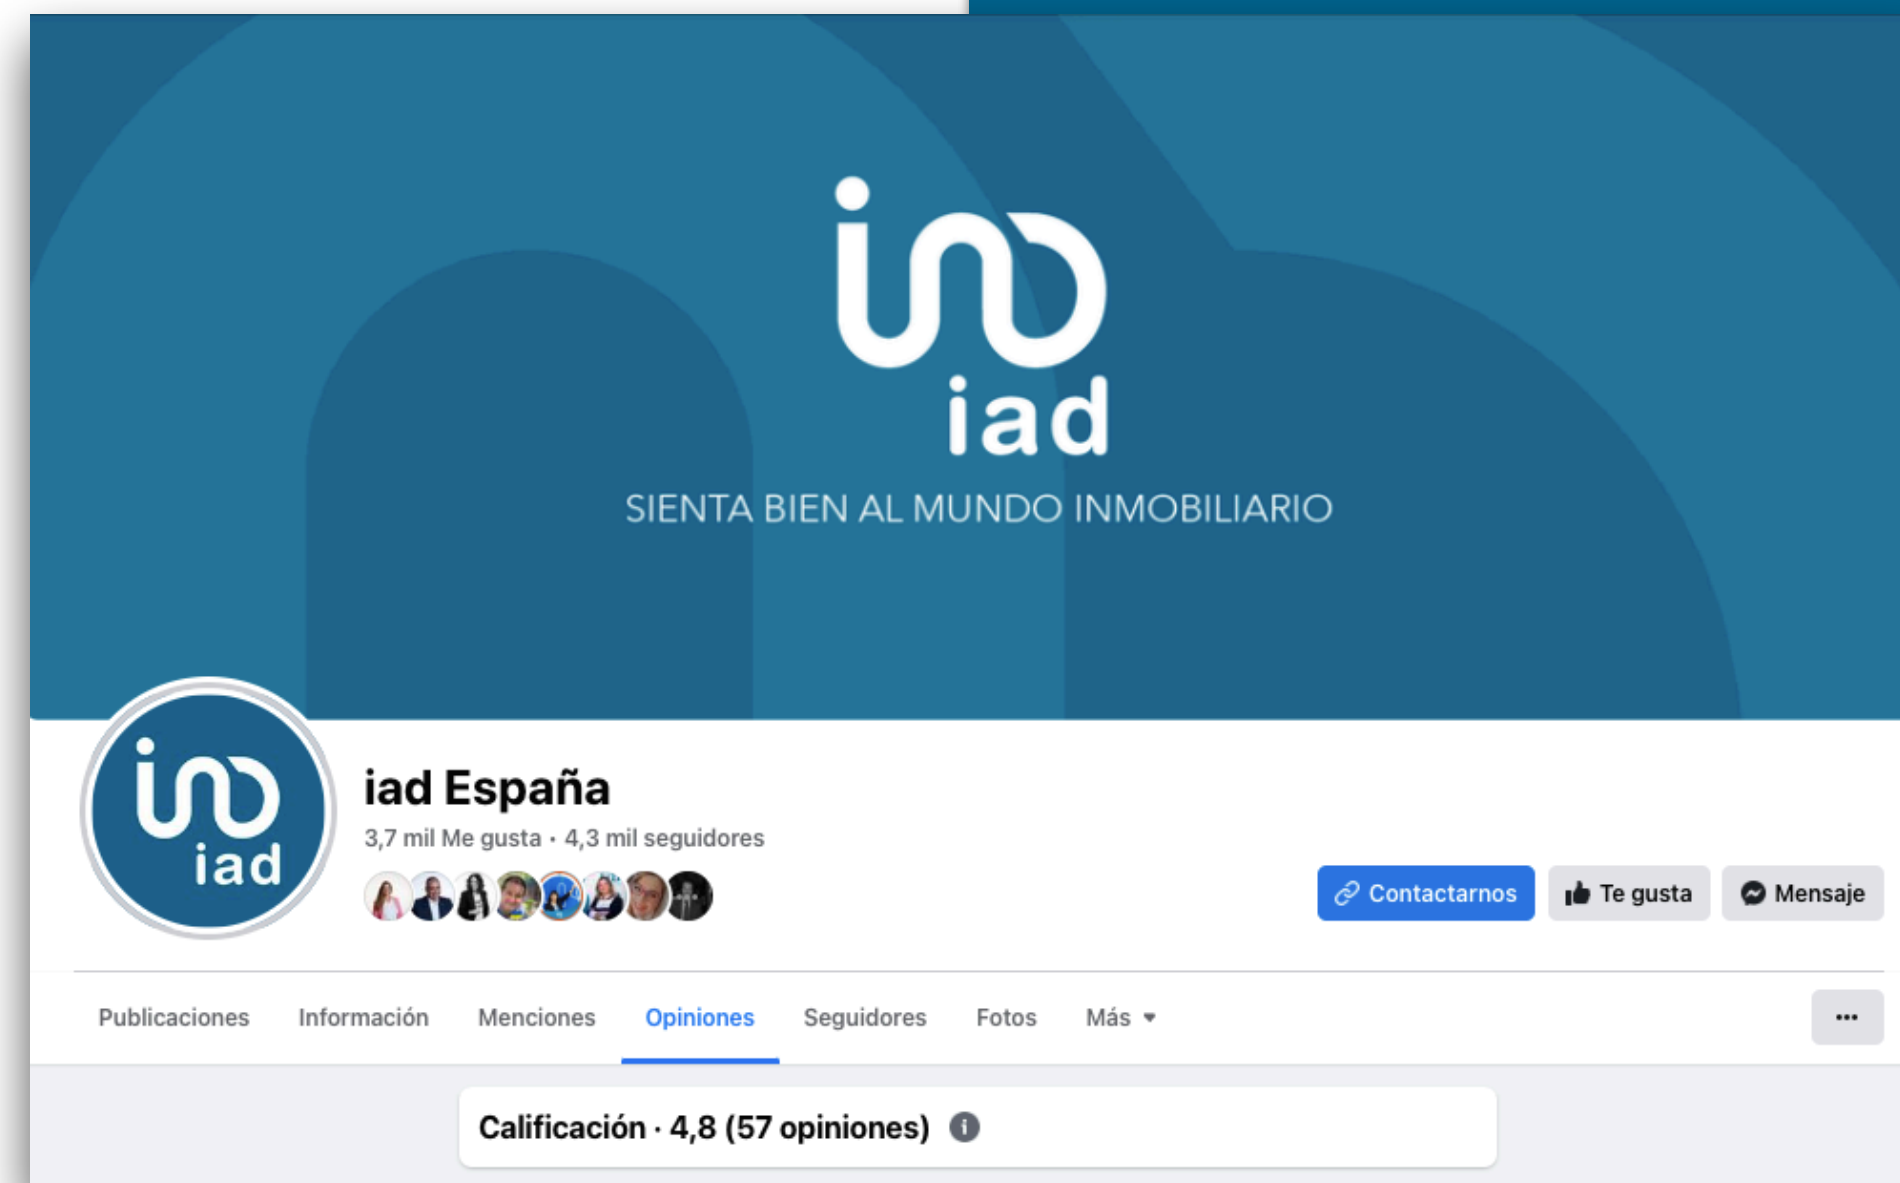 iad
SIENTA BIEN AL MUNDO INMOBILIARIO
iad
iad España
3,7 mil Me gusta · 4,3 mil seguidores
Contactarnos
Te gusta
Mensaje
Publicaciones
Información
Menciones
Opiniones
Seguidores
Fotos
Más
Calificación · 4,8 (57 opiniones)